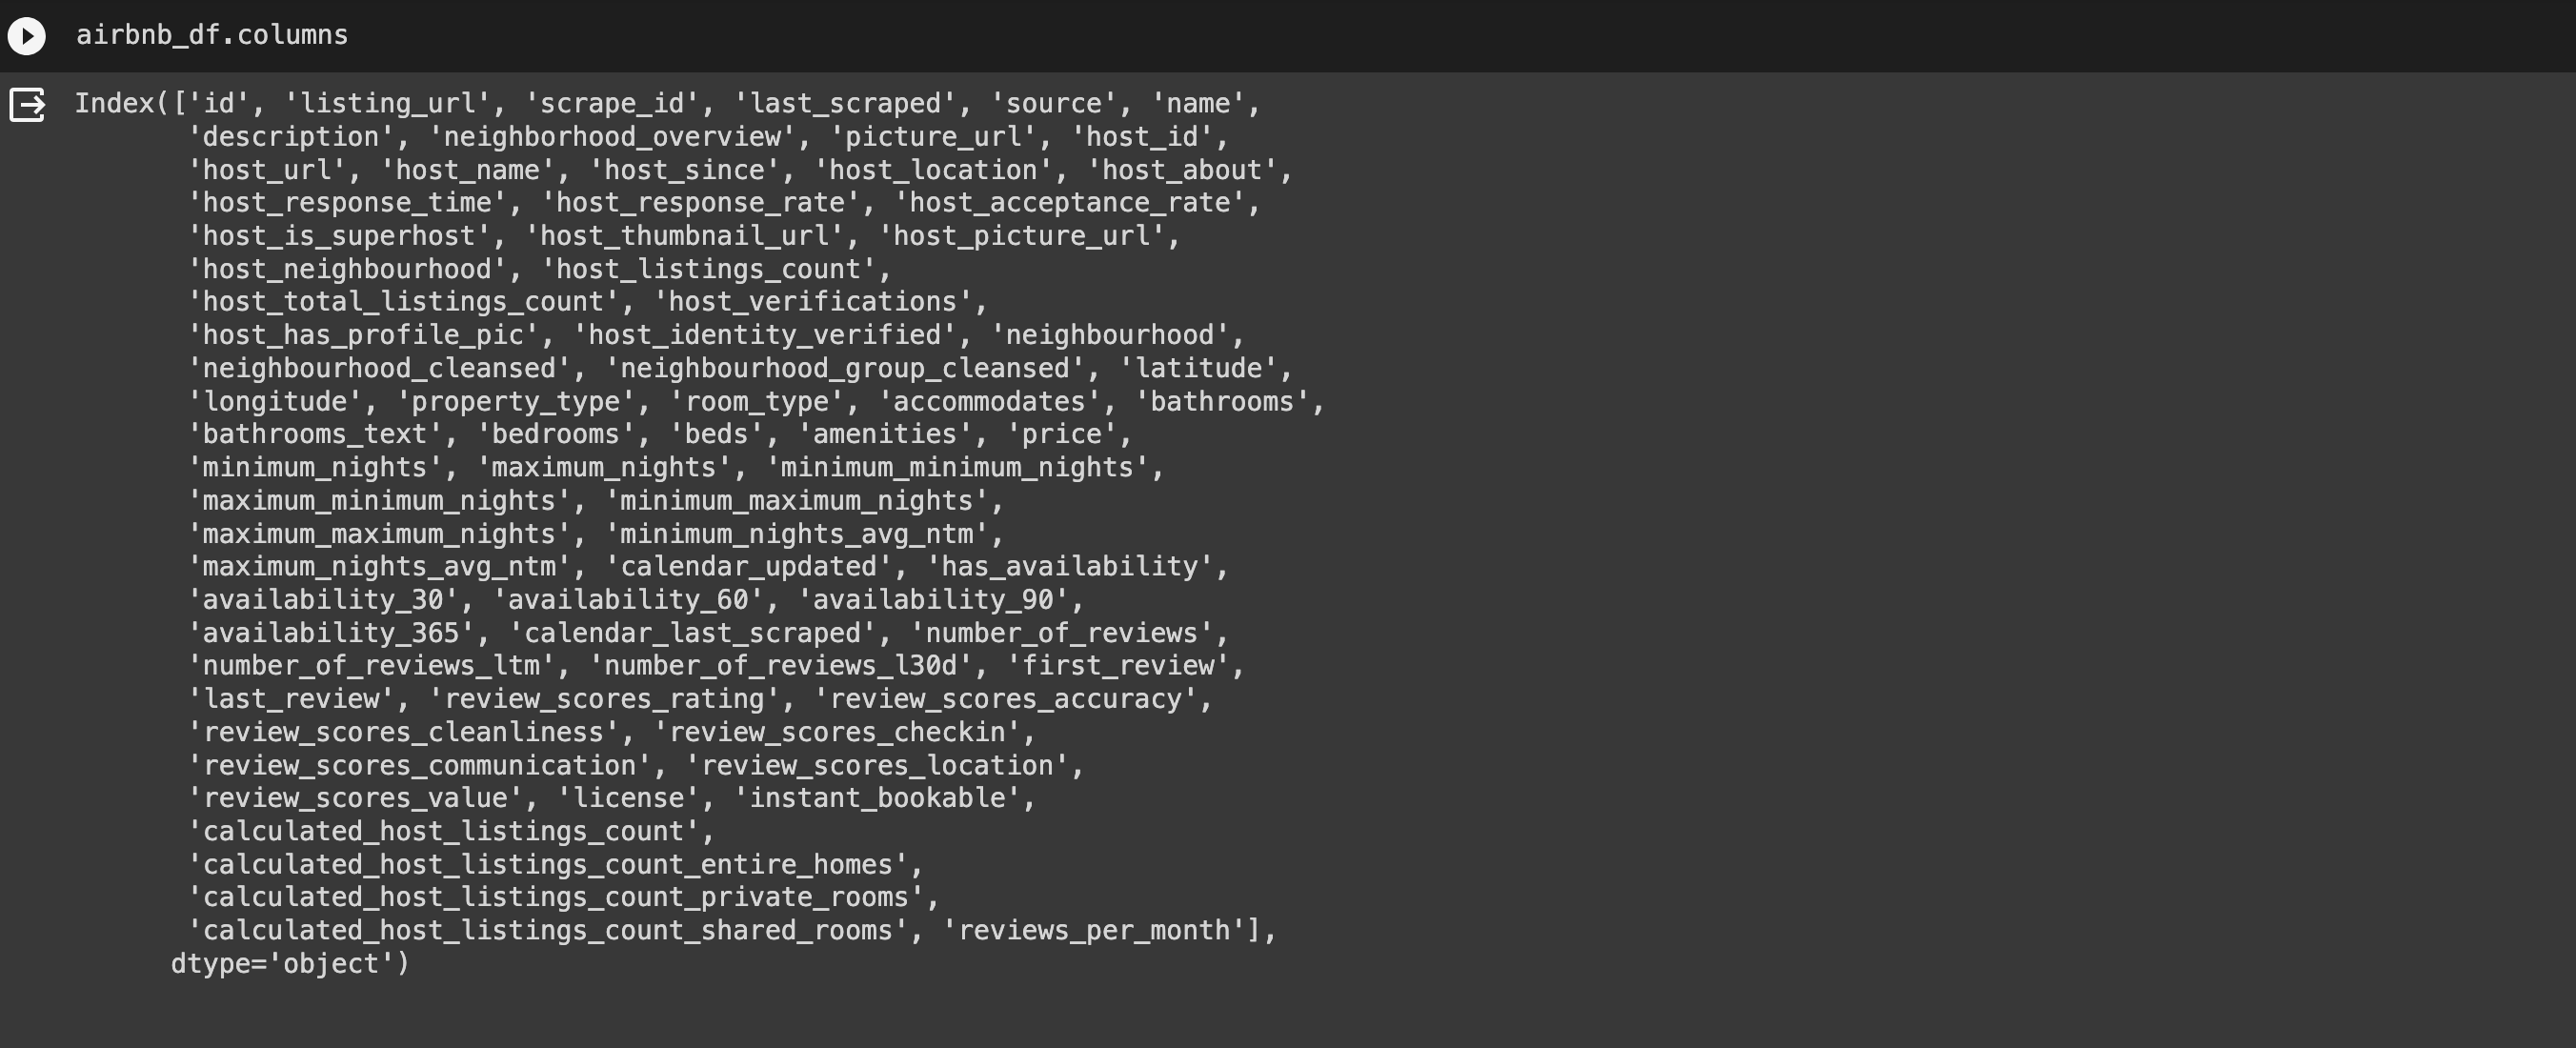 airbnb_df.columns
Index(['id', 'listing_url', 'scrape_id', 'last_scraped', 'source', 'name',
'description', 'neighborhood_overview', 'picture_url', 'host_id',
'host_url', 'host_name', 'host_since', 'host_location', 'host_about',
'host_response_time', 'host_response_rate', 'host_acceptance_rate',
'host_is_superhost', 'host_thumbnail_url', 'host_picture_url',
'host_neighbourhood', 'host_listings_count',
'host_total_listings_count', 'host_verifications',
'host_has_profile_pic', 'host_identity_verified', 'neighbourhood',
'neighbourhood_cleansed', 'neighbourhood_group_cleansed', 'latitude',
'longitude', 'property_type', 'room_type', 'accommodates', 'bathrooms',
'bathrooms_text', 'bedrooms', 'beds', 'amenities', 'price',
'minimum_nights', 'maximum_nights', 'minimum_minimum_nights',
'maximum_minimum_nights', 'minimum_maximum_nights',
'maximum_maximum_nights', 'minimum_nights_avg_ntm',
'maximum_nights_avg_ntm', 'calendar_updated', 'has_availability',
'availability_30', 'availability_60', 'availability_90',
'availability_365', 'calendar_last_scraped', 'number_of_reviews',
'number_of_reviews_ltm', 'number_of_reviews_l30d', 'first_review',
'last_review', 'review_scores_rating', 'review_scores_accuracy',
'review_scores_cleanliness', 'review_scores_checkin',
'review_scores_communication', 'review_scores_location',
'review_scores_value', 'license', 'instant_bookable',
'calculated_host_listings_count',
'calculated_host_listings_count_entire_homes',
'calculated_host_listings_count_private_rooms',
'calculated_host_listings_count_shared_rooms', 'reviews_per_month'],
dtype='object')